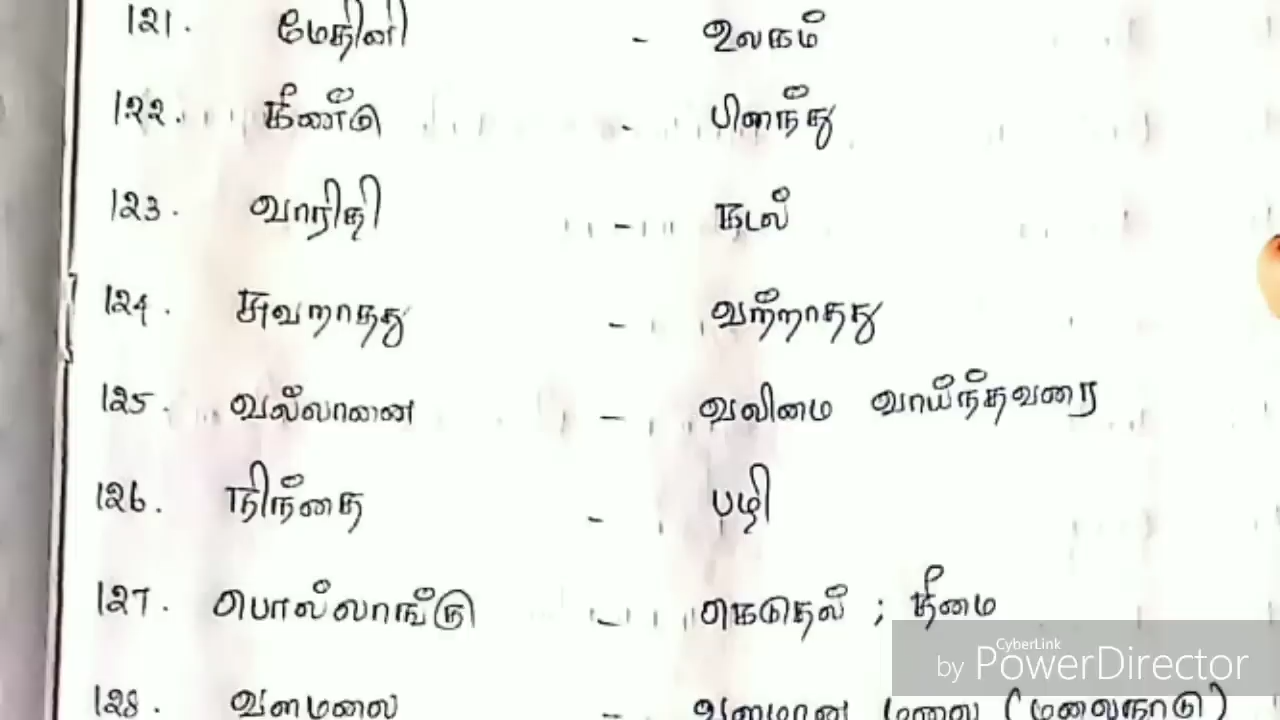 121. மேதினி - உலகம்
122. கீண்டு - பிளந்து
123. வாரிதி - கடல்
124. சுவறாதது - வற்றாதது
125. வல்லானை - வலிமை வாய்ந்தவரை
126. நிந்தை - பழி
127. பொல்லாங்கு - கெடுதல் ; தீமை
128. வளமலை - வளமான மலை (மலைநாடு)
CyberLink
by PowerDirector